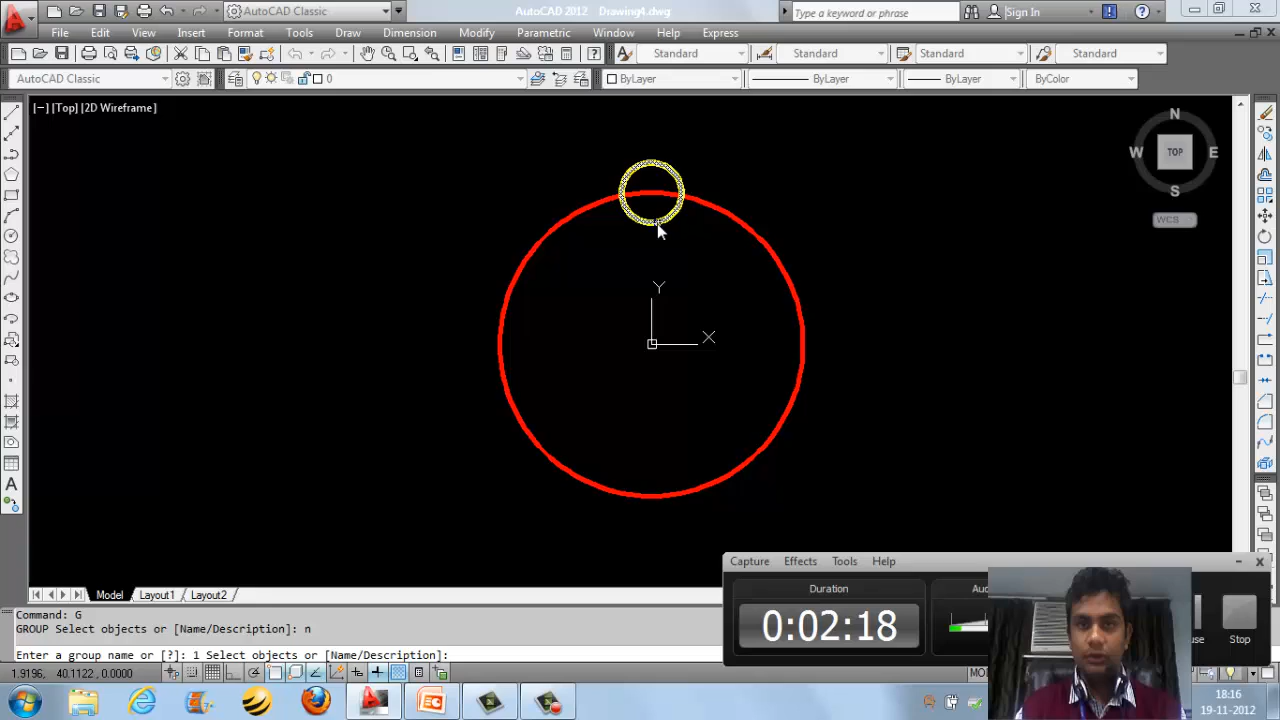 AutoCAD 2012 Drawing4.dwg
Type a keyword or phrase
Sign In
AutoCAD Classic
File Edit View Insert Format Tools Draw Dimension Modify Parametric Window Help Express
Standard Standard Standard Standard
AutoCAD Classic
0
ByLayer ByLayer ByLayer ByColor
[−] [Top] [2D Wireframe]
N
W TOP E
S
WCS
Y
X
A
Capture Effects Tools Help
Duration
0:02:18
Stop
Model Layout1 Layout2
Command: G
GROUP Select objects or [Name/Description]: n
Enter a group name or [?]: 1 Select objects or [Name/Description]:
1.9196, 40.1122, 0.0000
18:16
19-11-2012